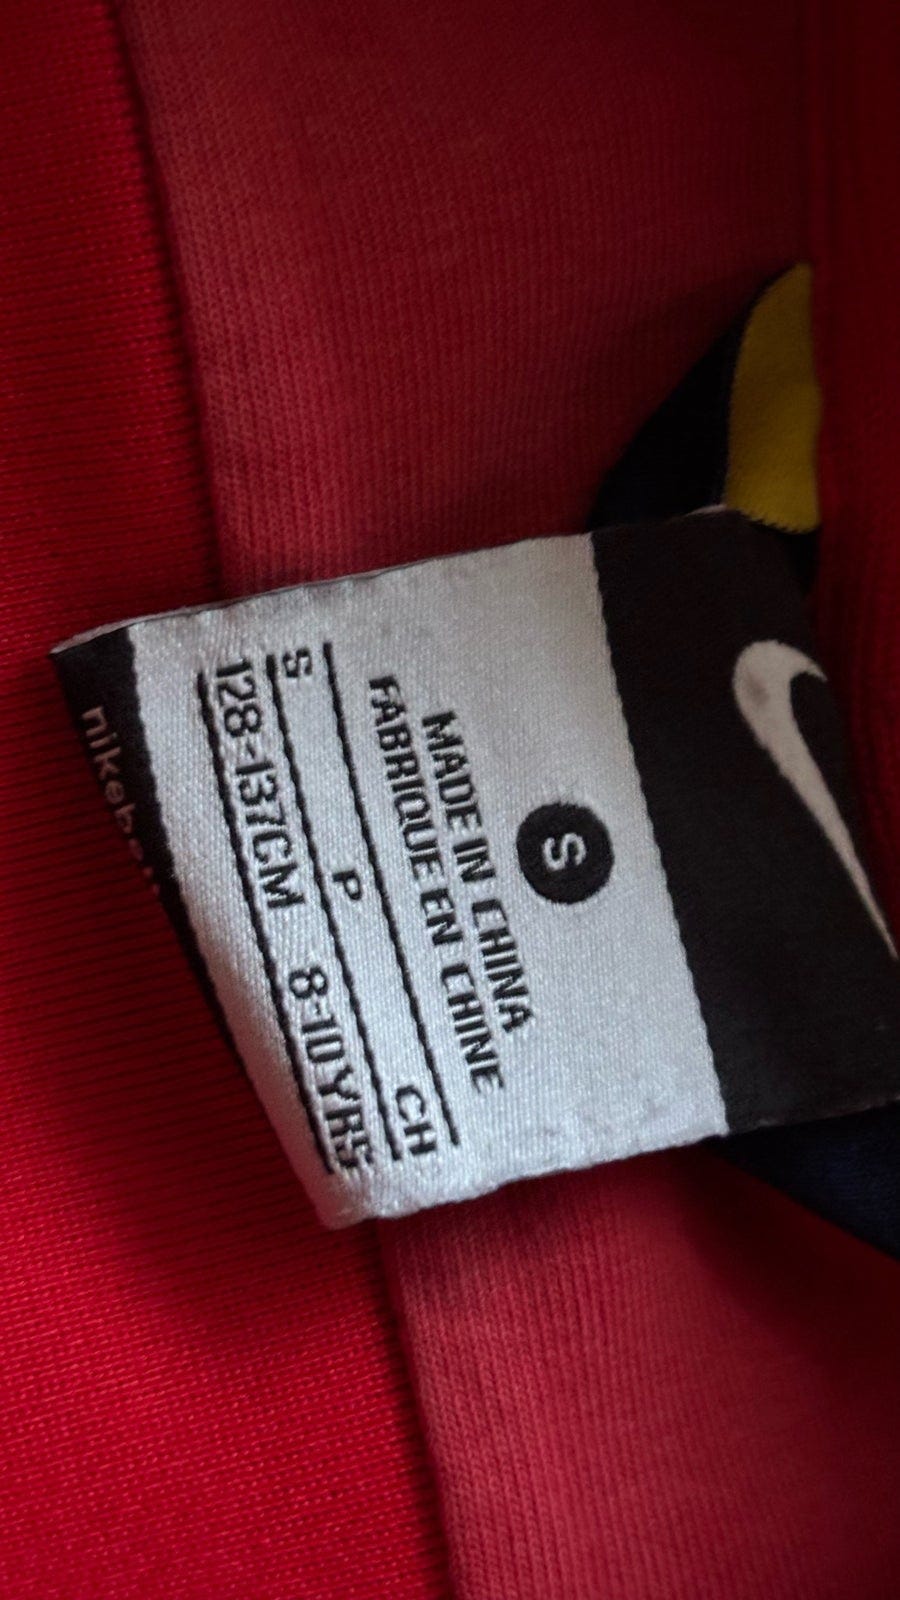 S
MADE IN CHINA
FABRIQUE EN CHINE
S P CH
128-137CM 8-10YRS